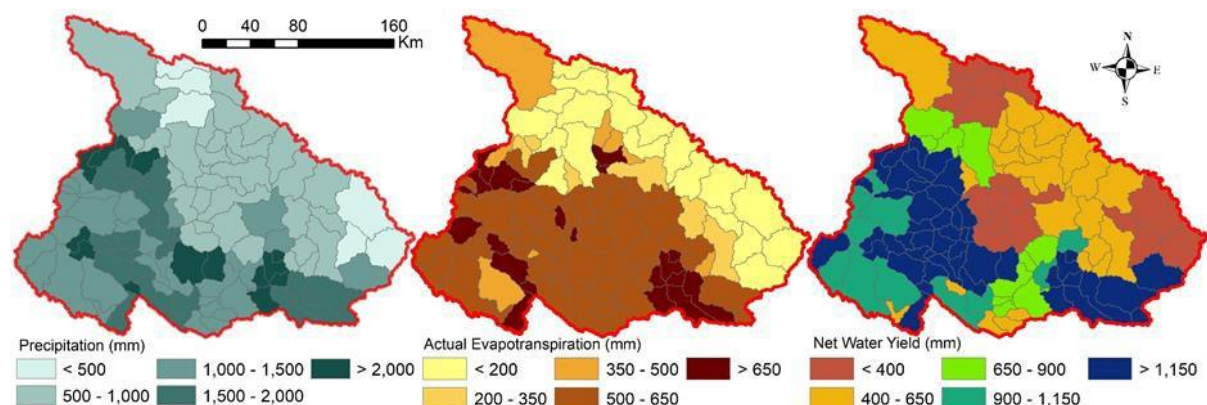 0 40 80 160
Km
N
W E
S
Precipitation (mm)
< 500
500 - 1,000
1,000 - 1,500
1,500 - 2,000
> 2,000
Actual Evapotranspiration (mm)
< 200
200 - 350
350 - 500
500 - 650
> 650
Net Water Yield (mm)
< 400
400 - 650
650 - 900
900 - 1.150
> 1,150